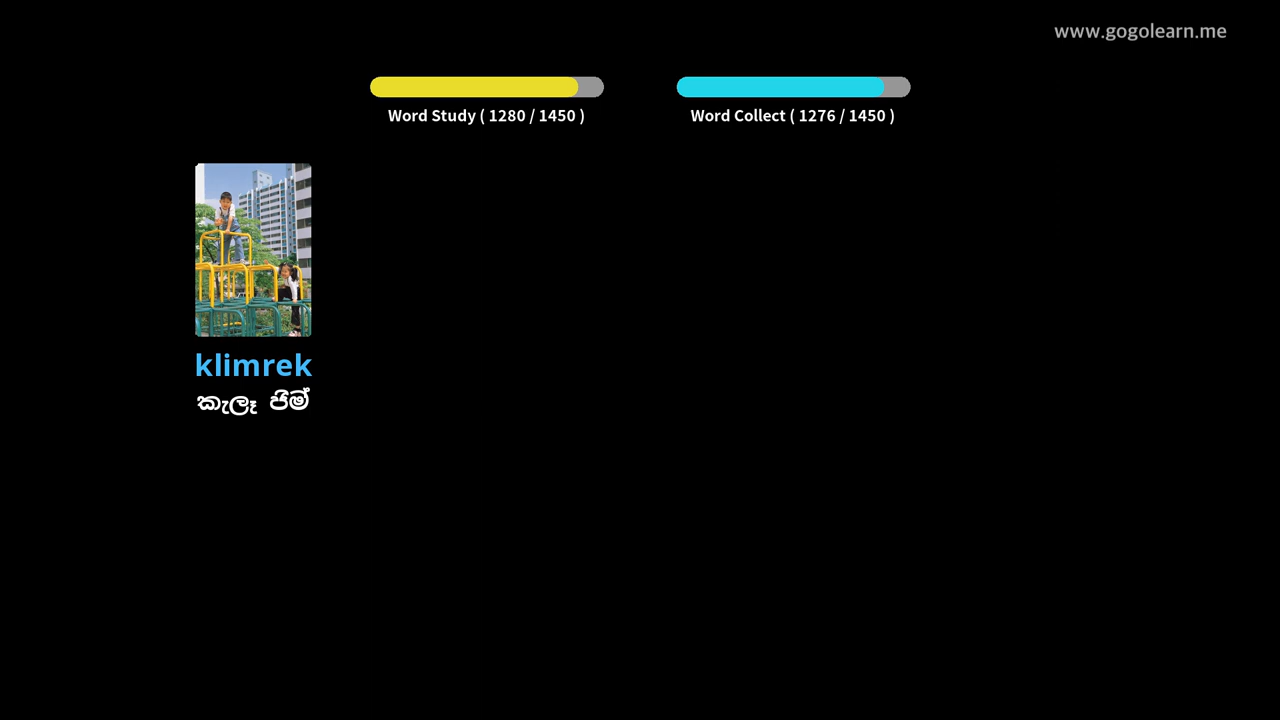 www.gogolearn.me
Word Study ( 1280 / 1450 )
Word Collect ( 1276 / 1450 )
klimrek
කැලෑ ජිම්